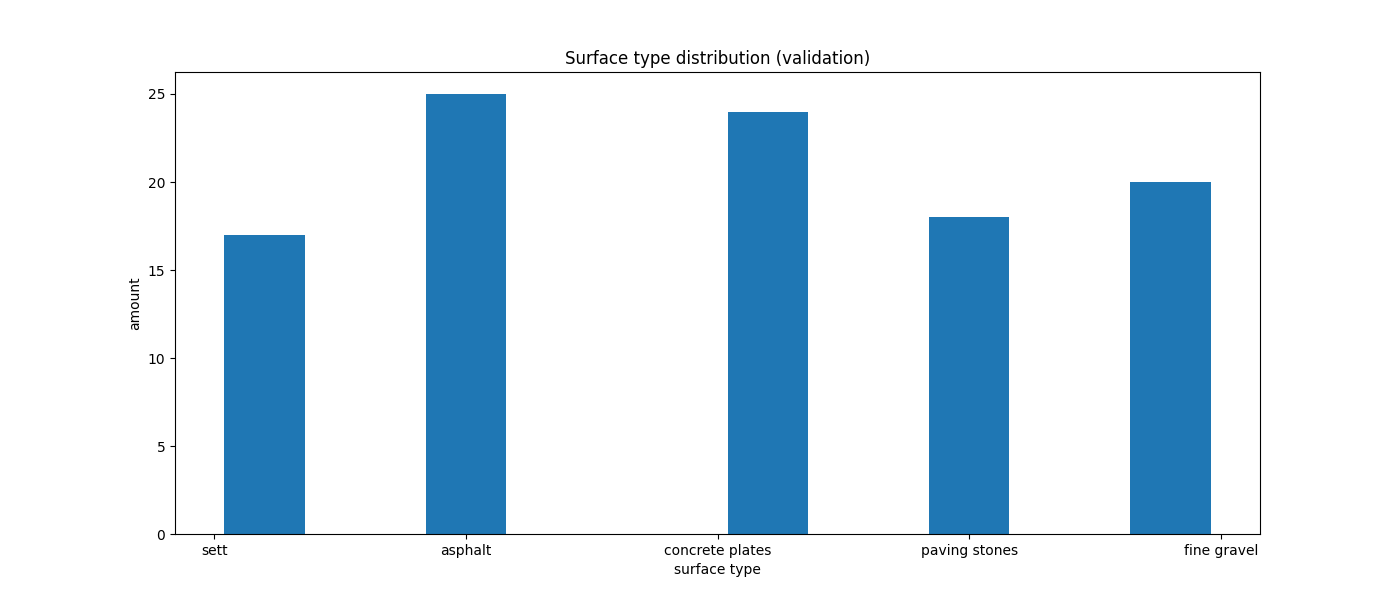 Surface type distribution (validation)
25
20
15
10
5
0
amount
sett
asphalt
concrete plates
paving stones
fine gravel
surface type